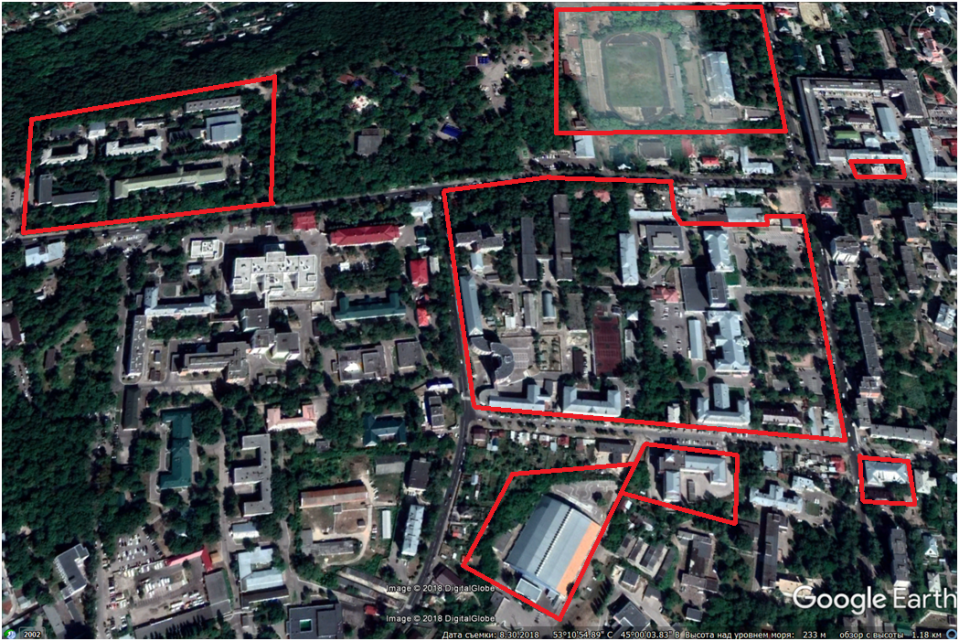 N
Image © 2018 DigitalGlobe
Google Earth
Image © 2018 DigitalGlobe
2002
Дата съемки: 8/30/2018 53°10'54.89" С 45°00'03.83" В Высота над уровнем моря: 233 м обзор с высоты 1.18 км